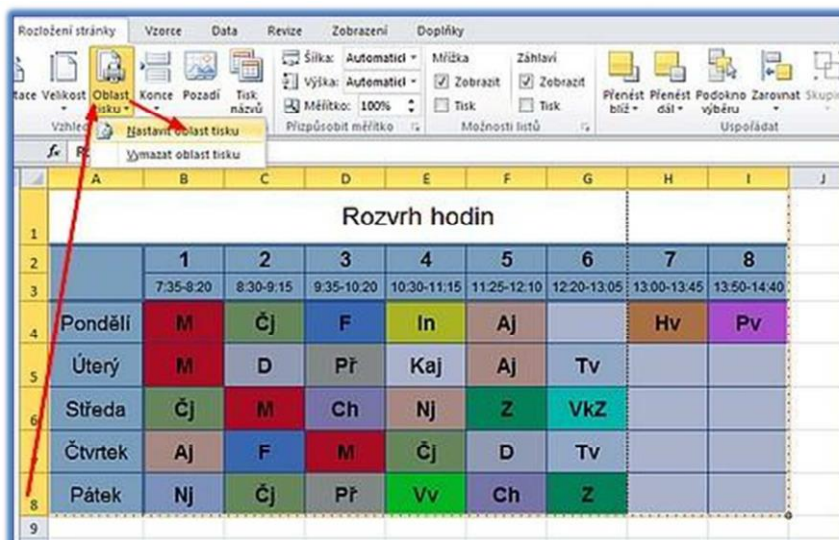 Rozložení stránky Vzorce Data Revize Zobrazení Doplňky
Šířka: Automatici Mřížka Záhlaví
Výška: Automatici Zobrazit Zobrazit
Velikost Oblast tisku Konce Pozadí Tisk názvů Měřítko: 100% Tisk Tisk Přenést blíž Přenést dál Podokno výběru Zarovnat
Přizpůsobit měřítko Možnosti listů Uspořádat
Nastavit oblast tisku
Vymazat oblast tisku
fx
A B C D E F G H I J
1 Rozvrh hodin
2 1 2 3 4 5 6 7 8
3 7:35-8:20 8:30-9:15 9:35-10:20 10:30-11:15 11:25-12:10 12:20-13:05 13:00-13:45 13:50-14:40
4 Pondělí M Čj F In Aj Hv Pv
5 Úterý M D Př Kaj Aj Tv
6 Středa Čj M Ch Nj Z VkZ
Čtvrtek Aj F M Čj D Tv
8 Pátek Nj Čj Př Vv Ch Z
9